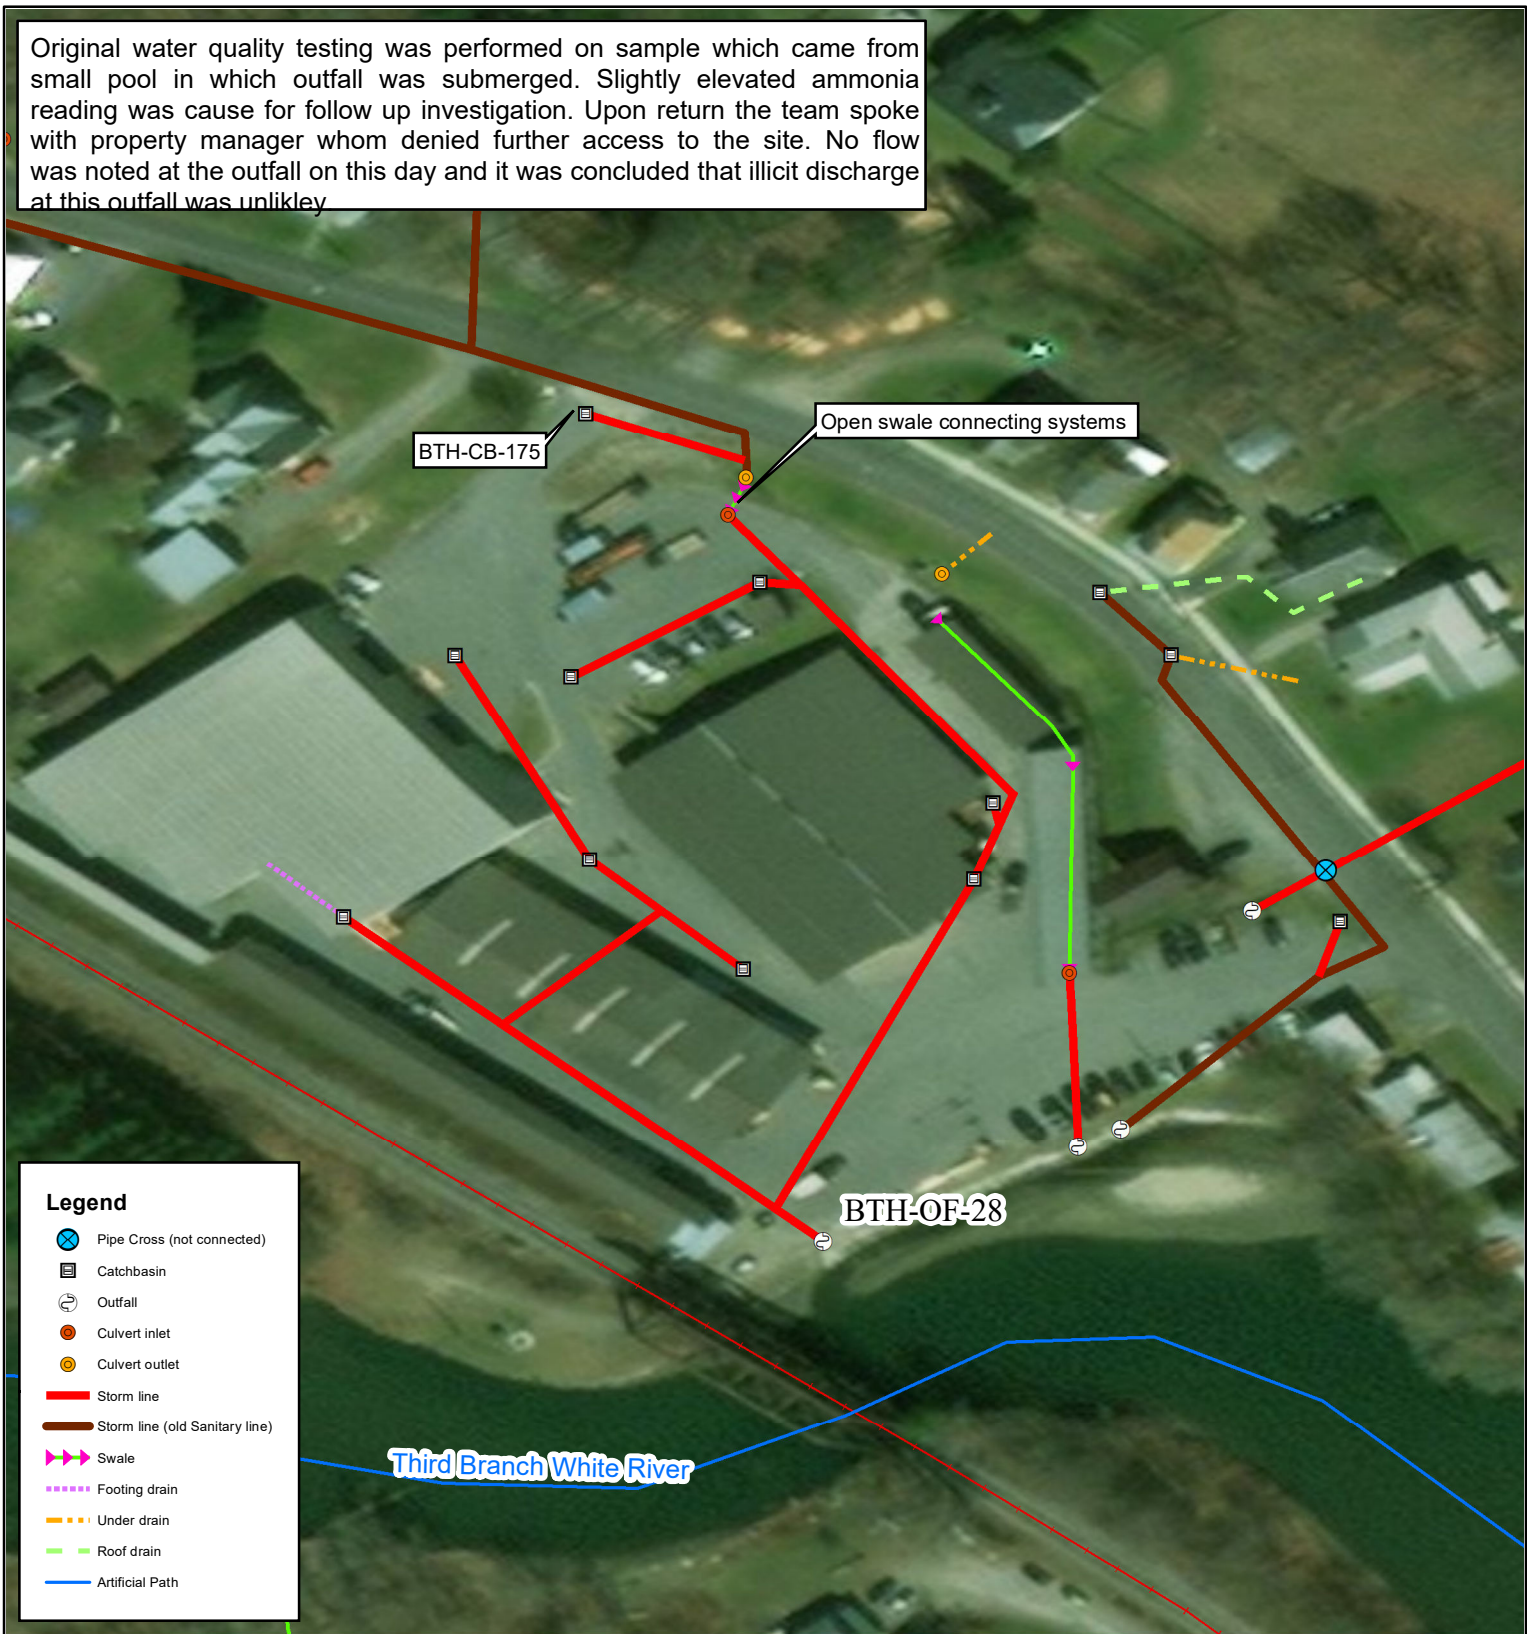 Original water quality testing was performed on sample which came from
small pool in which outfall was submerged. Slightly elevated ammonia
reading was cause for follow up investigation. Upon return the team spoke
with property manager whom denied further access to the site. No flow
was noted at the outfall on this day and it was concluded that illicit discharge
at this outfall was unlikley
Open swale connecting systems
BTH-CB-175
BTH-OF-28
Third Branch White River
Legend
Pipe Cross (not connected)
Catchbasin
Outfall
Culvert inlet
Culvert outlet
Storm line
Storm line (old Sanitary line)
Swale
Footing drain
Under drain
Roof drain
Artificial Path